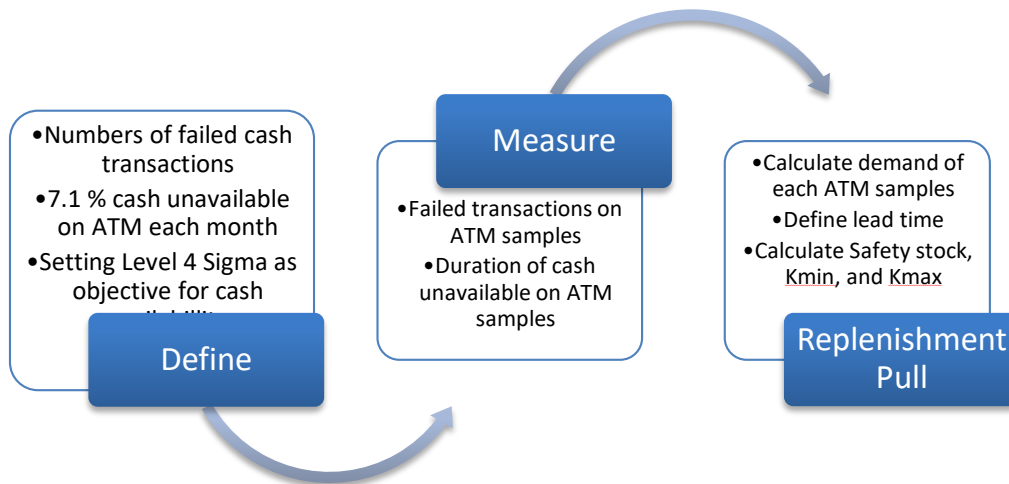 •Numbers of failed cash
transactions
•7.1 % cash unavailable
on ATM each month
•Setting Level 4 Sigma as
objective for cash
Define
Measure
•Failed transactions on
ATM samples
•Duration of cash
unavailable on ATM
samples
•Calculate demand of
each ATM samples
•Define lead time
•Calculate Safety stock,
Kmin, and Kmax
Replenishment
Pull